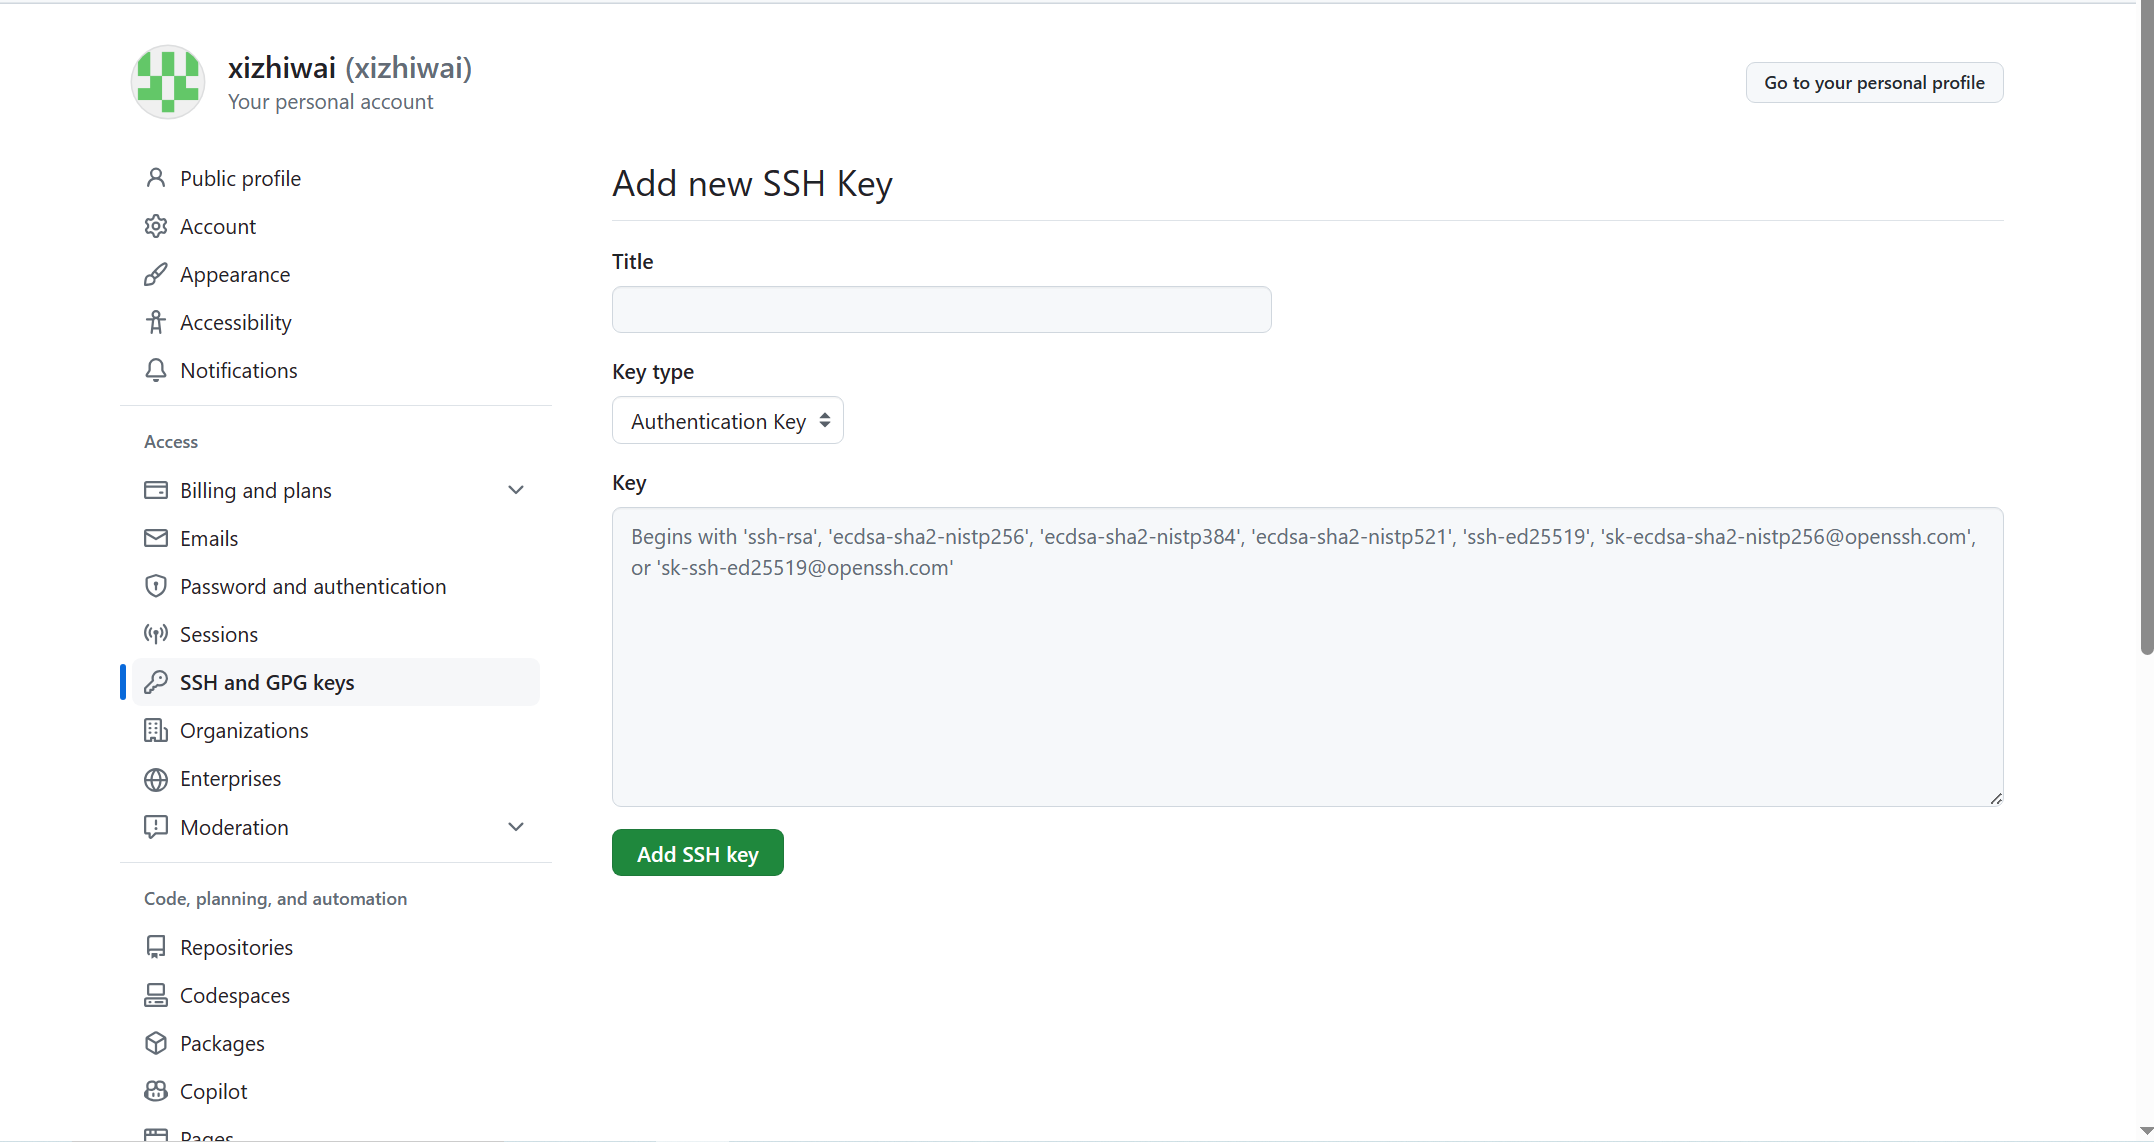 xizhiwai (xizhiwai)
Your personal account
Go to your personal profile
Public profile
Account
Appearance
Accessibility
Notifications
Access
Billing and plans
Emails
Password and authentication
Sessions
SSH and GPG keys
Organizations
Enterprises
Moderation
Code, planning, and automation
Repositories
Codespaces
Packages
Copilot
Pages
Add new SSH Key
Title
Key type
Authentication Key
Key
Begins with 'ssh-rsa', 'ecdsa-sha2-nistp256', 'ecdsa-sha2-nistp384', 'ecdsa-sha2-nistp521', 'ssh-ed25519', 'sk-ecdsa-sha2-nistp256@openssh.com',
or 'sk-ssh-ed25519@openssh.com'
Add SSH key